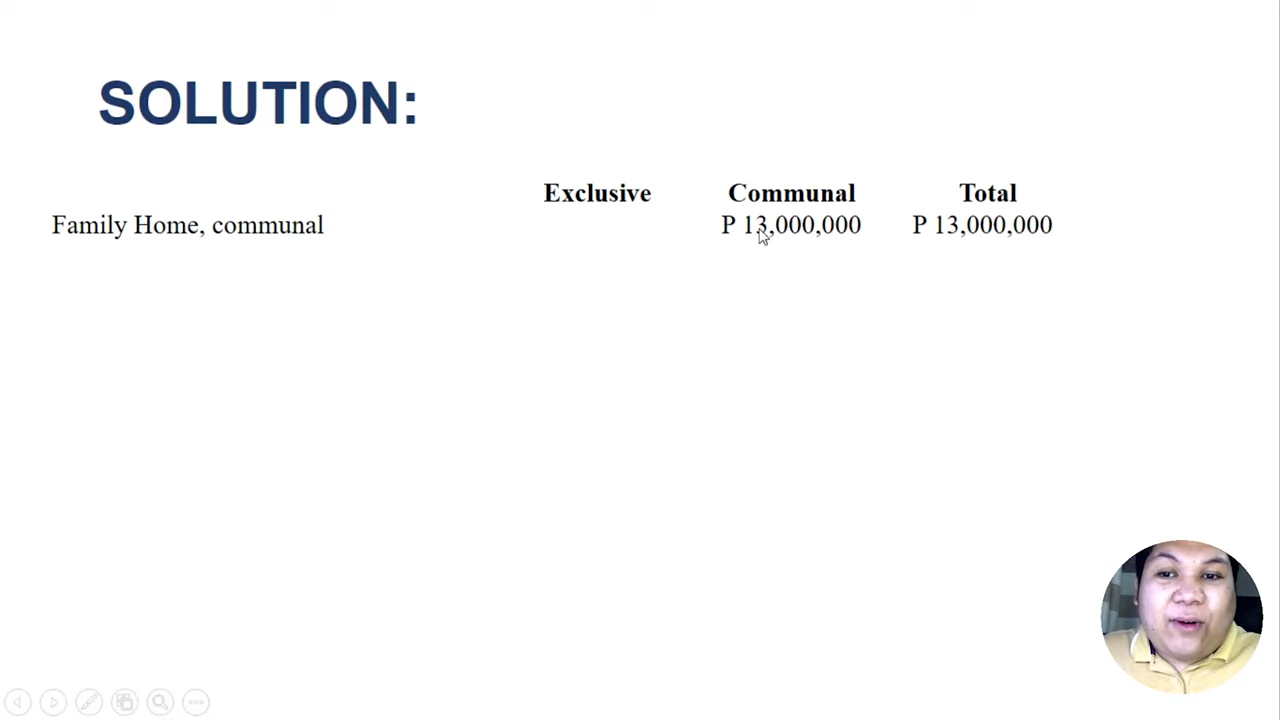 SOLUTION:
Exclusive Communal Total
Family Home, communal P 13,000,000 P 13,000,000